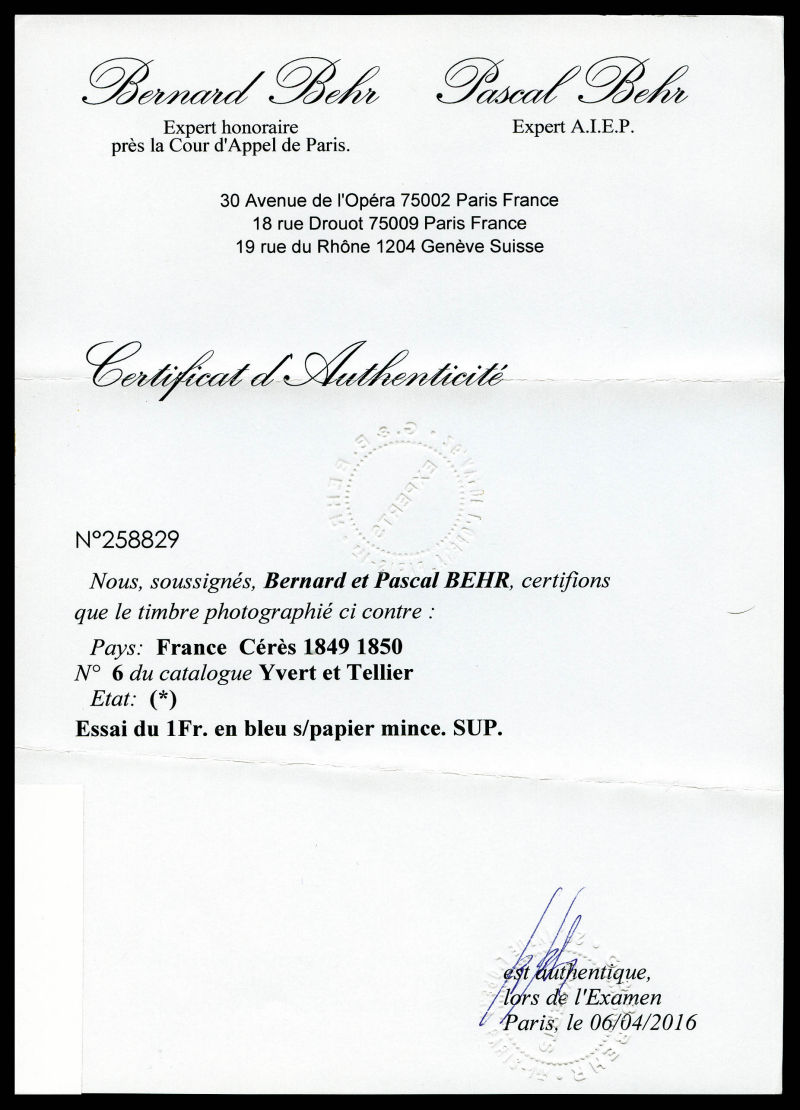 Bernard Behr
Pascal Behr
Expert honoraire
près la Cour d'Appel de Paris.
Expert A.I.E.P.
30 Avenue de l'Opéra 75002 Paris France
18 rue Drouot 75009 Paris France
19 rue du Rhône 1204 Genève Suisse
Certificat d'Authenticité
EXPERTS
N°258829
Nous, soussignés, Bernard et Pascal BEHR, certifions
que le timbre photographié ci contre :
Pays: France Cérès 1849 1850
N° 6 du catalogue Yvert et Tellier
Etat: (*)
Essai du 1Fr. en bleu s/papier mince. SUP.
est authentique,
lors de l'Examen
Paris, le 06/04/2016